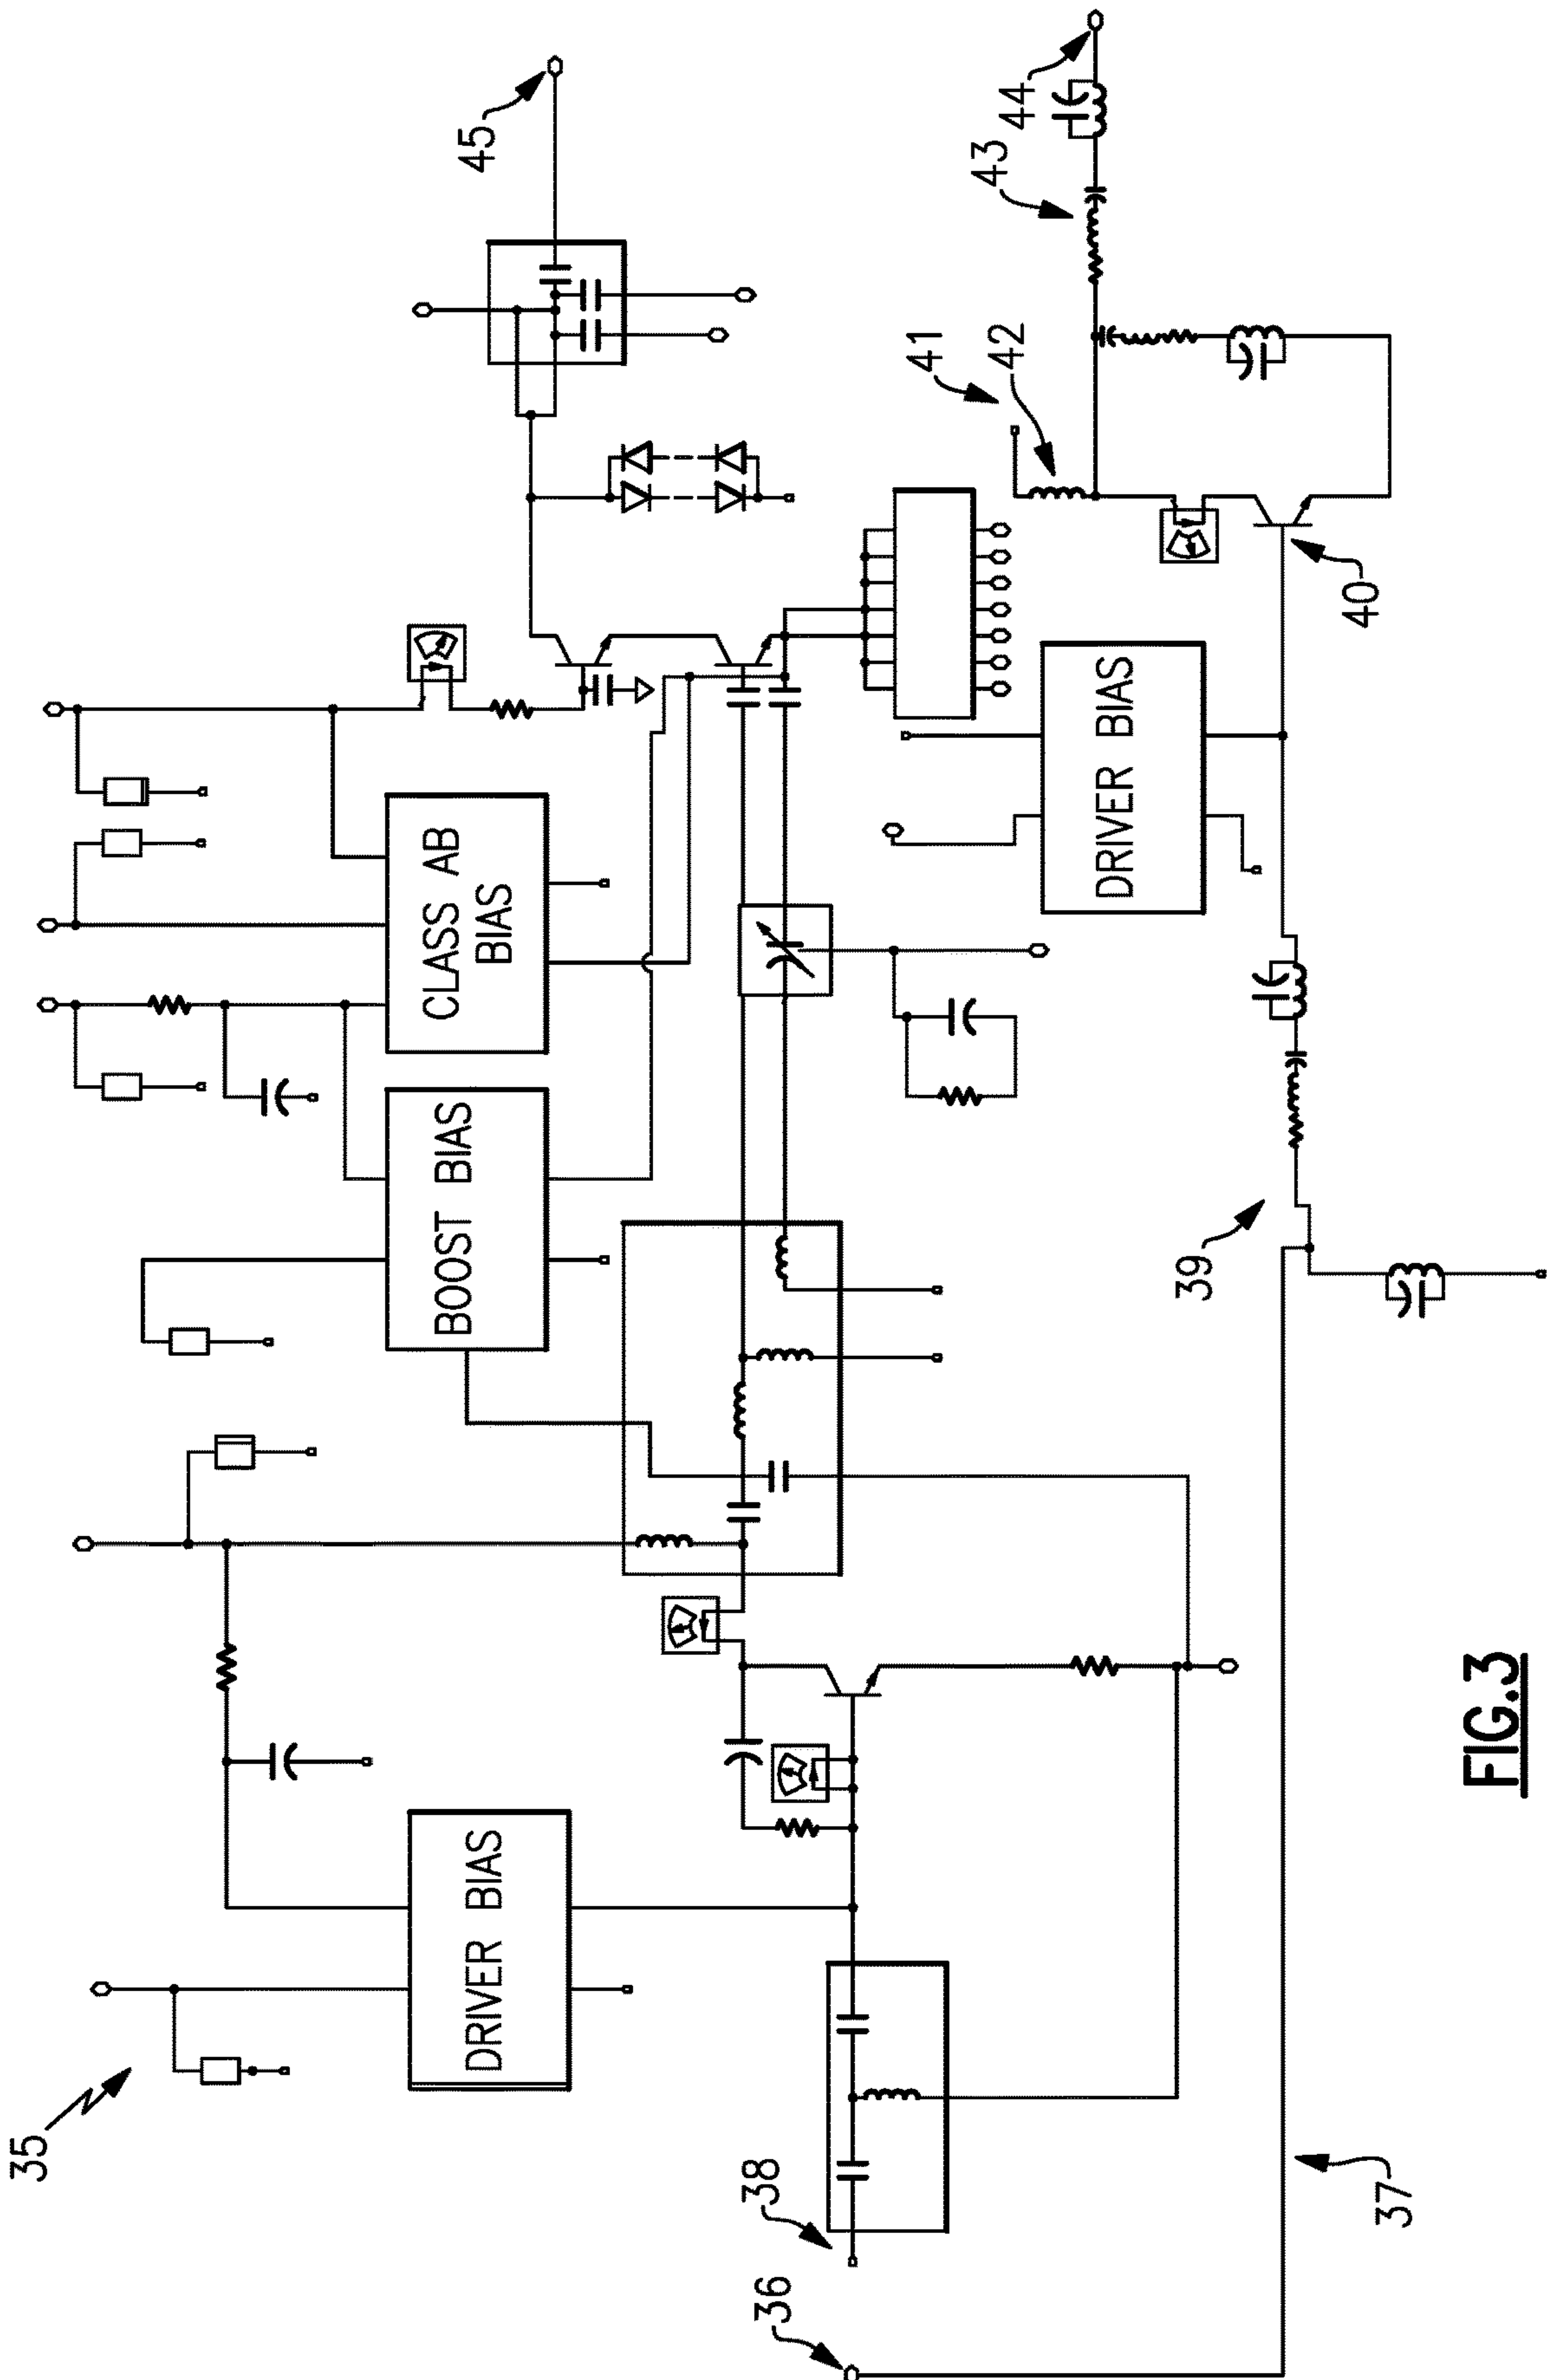 35
36
37
38
39
40
41
42
43
44
45
DRIVER BIAS
BOOST BIAS
CLASS AB
BIAS
DRIVER BIAS
FIG.3